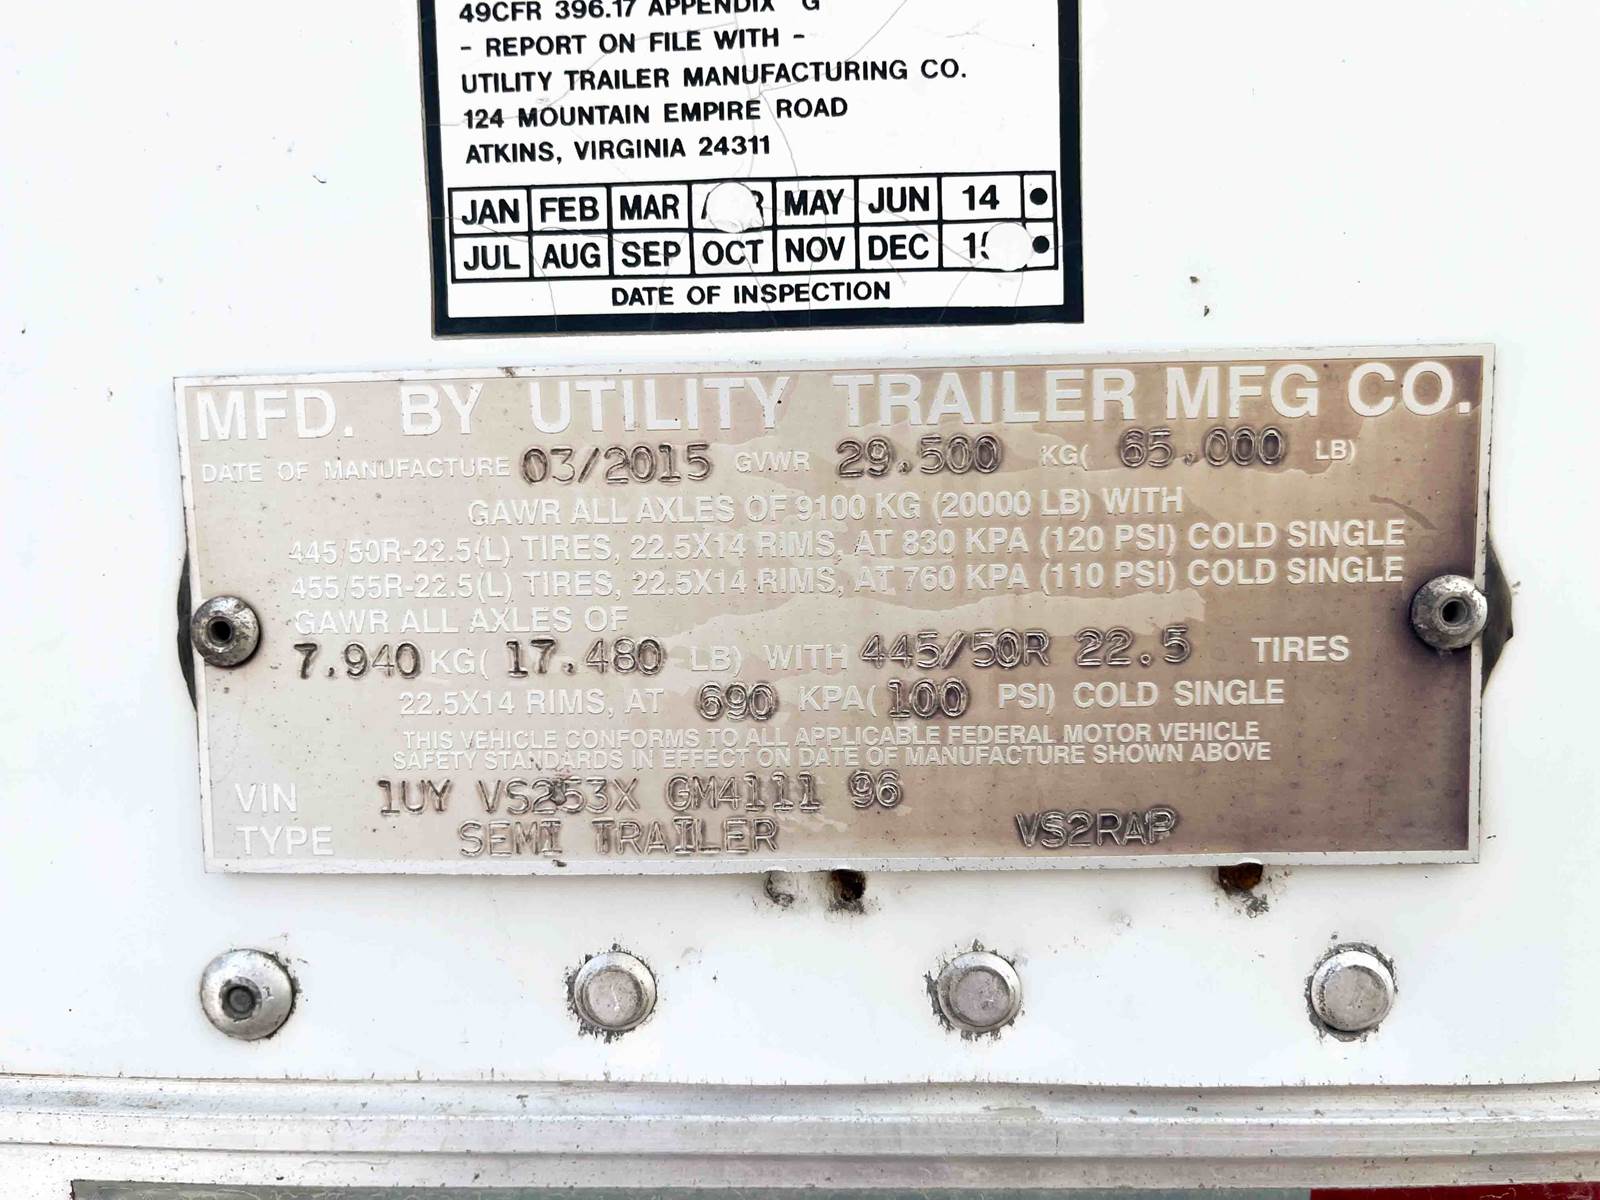 49CFR 396.17 APPENDIX "G"
- REPORT ON FILE WITH -
UTILITY TRAILER MANUFACTURING CO.
124 MOUNTAIN EMPIRE ROAD
ATKINS, VIRGINIA 24311
JAN FEB MAR MAY JUN 14
JUL AUG SEP OCT NOV DEC
DATE OF INSPECTION
MFD. BY UTILITY TRAILER MFG CO.
DATE OF MANUFACTURE 03/2015 GVWR 29.500 KG( 65.000 LB)
GAWR ALL AXLES OF 9100 KG (20000 LB) WITH
445/50R-22.5(L) TIRES, 22.5X14 RIMS, AT 830 KPA (120 PSI) COLD SINGLE
455/55R-22.5(L) TIRES, 22.5X14 RIMS, AT 760 KPA (110 PSI) COLD SINGLE
GAWR ALL AXLES OF
7.940 KG( 17.480 LB) WITH 445/50R 22.5 TIRES
22.5X14 RIMS, AT 690 KPA( 100 PSI) COLD SINGLE
THIS VEHICLE CONFORMS TO ALL APPLICABLE FEDERAL MOTOR VEHICLE
SAFETY STANDARDS IN EFFECT ON DATE OF MANUFACTURE SHOWN ABOVE
VIN 1UY VS253X GM4111 96
TYPE SEMI TRAILER VS2RAP